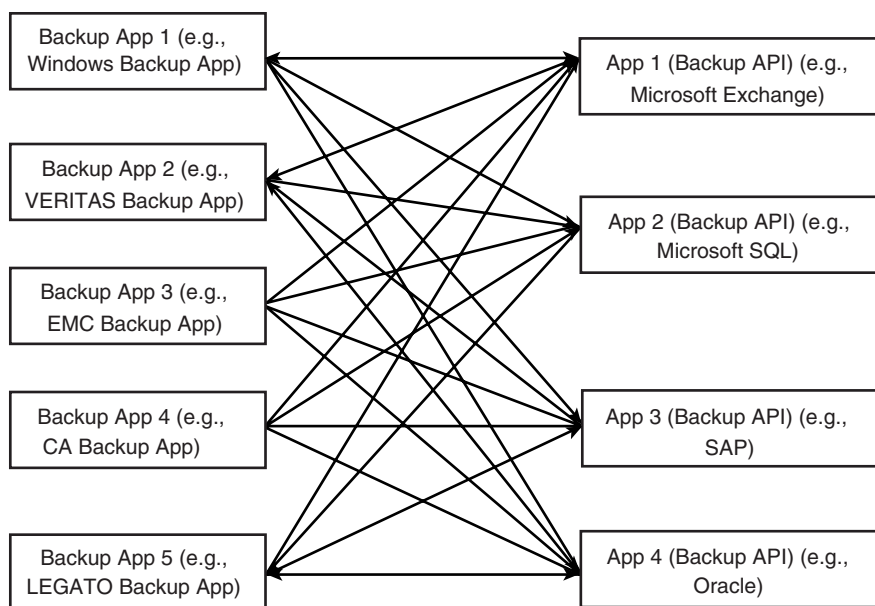 Backup App 1 (e.g.,
Windows Backup App)
Backup App 2 (e.g.,
VERITAS Backup App)
Backup App 3 (e.g.,
EMC Backup App)
Backup App 4 (e.g.,
CA Backup App)
Backup App 5 (e.g.,
LEGATO Backup App)
App 1 (Backup API) (e.g.,
Microsoft Exchange)
App 2 (Backup API) (e.g.,
Microsoft SQL)
App 3 (Backup API) (e.g.,
SAP)
App 4 (Backup API) (e.g.,
Oracle)